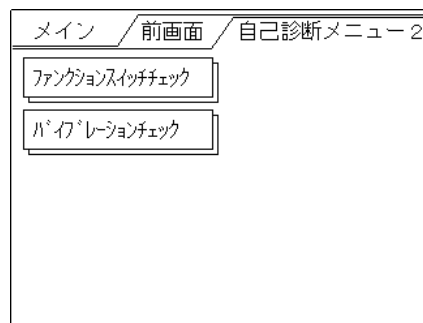 メイン 前画面 自己診断メニュー2
ファンクションスイッチチェック
バイブレーションチェック